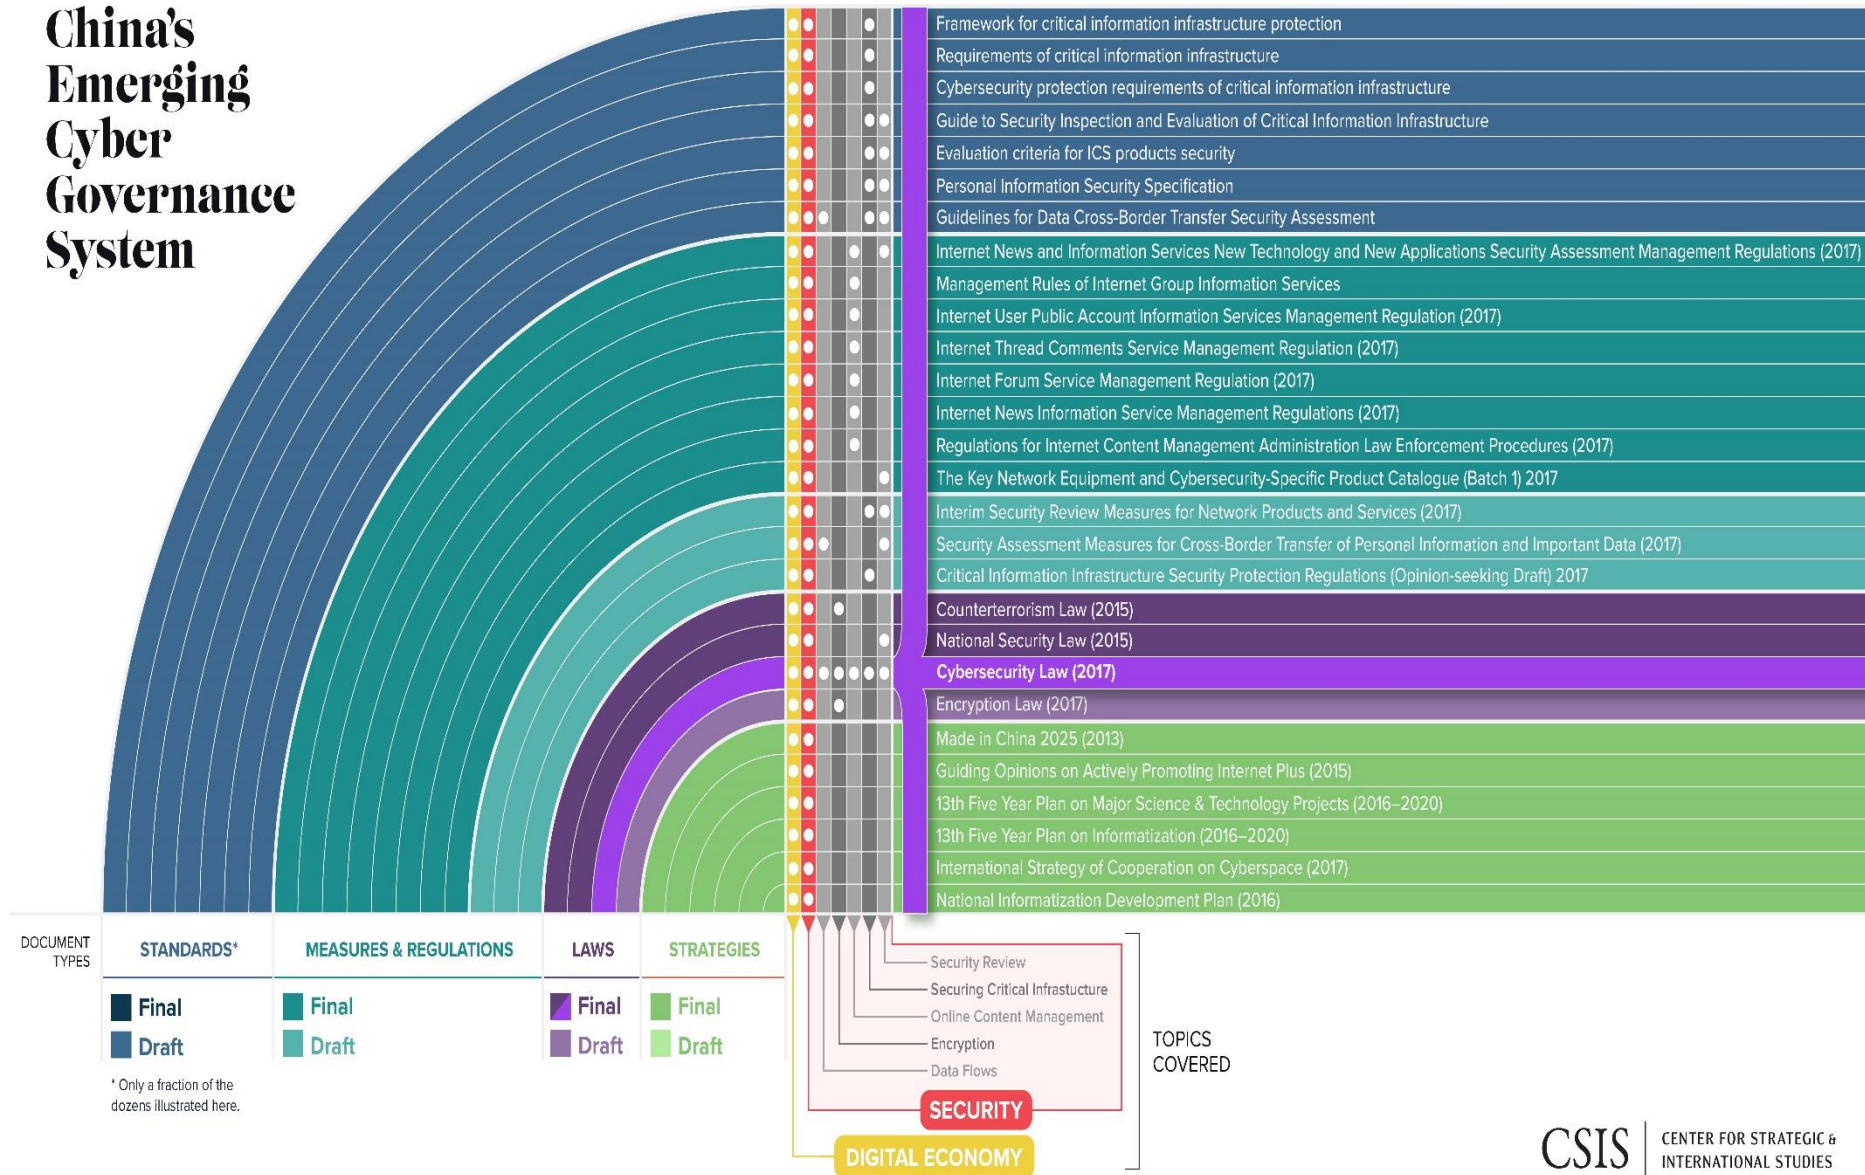 China's
Emerging
Cyber
Governance
System
Framework for critical information infrastructure protection
Requirements of critical information infrastructure
Cybersecurity protection requirements of critical information infrastructure
Guide to Security Inspection and Evaluation of Critical Information Infrastructure
Evaluation criteria for ICS products security
Personal Information Security Specification
Guidelines for Data Cross-Border Transfer Security Assessment
Internet News and Information Services New Technology and New Applications Security Assessment Management Regulations (2017)
Management Rules of Internet Group Information Services
Internet User Public Account Information Services Management Regulation (2017)
Internet Thread Comments Service Management Regulation (2017)
Internet Forum Service Management Regulation (2017)
Internet News Information Service Management Regulations (2017)
Regulations for Internet Content Management Administration Law Enforcement Procedures (2017)
The Key Network Equipment and Cybersecurity-Specific Product Catalogue (Batch 1) 2017
Interim Security Review Measures for Network Products and Services (2017)
Security Assessment Measures for Cross-Border Transfer of Personal Information and Important Data (2017)
Critical Information Infrastructure Security Protection Regulations (Opinion-seeking Draft) 2017
Counterterrorism Law (2015)
National Security Law (2015)
Cybersecurity Law (2017)
Encryption Law (2017)
Made in China 2025 (2013)
Guiding Opinions on Actively Promoting Internet Plus (2015)
13th Five Year Plan on Major Science & Technology Projects (2016–2020)
13th Five Year Plan on Informatization (2016–2020)
International Strategy of Cooperation on Cyberspace (2017)
National Informatization Development Plan (2016)
DOCUMENT
TYPES
STANDARDS*
Final
Draft
* Only a fraction of the
dozens illustrated here.
MEASURES & REGULATIONS
Final
Draft
LAWS
Final
Draft
STRATEGIES
Final
Draft
Security Review
Securing Critical Infrastucture
Online Content Management
Encryption
Data Flows
SECURITY
DIGITAL ECONOMY
TOPICS
COVERED
CSIS
CENTER FOR STRATEGIC &
INTERNATIONAL STUDIES